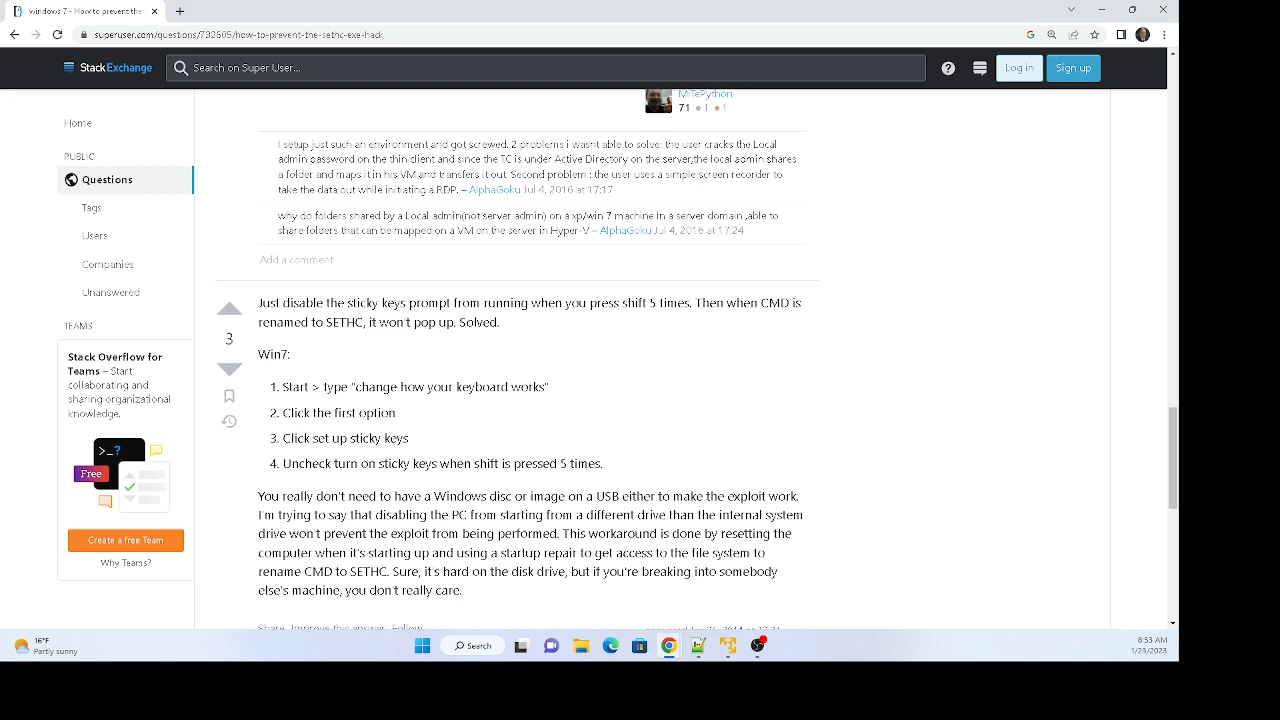 windows 7 - How to prevent the
superuser.com/questions/732605/how-to-prevent-the-sethc-exe-hack
StackExchange
Search on Super User...
Log in
Sign up
Home
PUBLIC
Questions
Tags
Users
Companies
Unanswered
TEAMS
Stack Overflow for
Teams – Start
collaborating and
sharing organizational
knowledge.
>_?
Free
Create a free Team
Why Teams?
MiTePython
71 1 1
I setup just such an environment and got screwed. 2 problems i wasnt able to solve: the user cracks the Local
admin password on the thin client and since the TC is under Active Directory on the server,the local admin shares
a folder and maps it in his VM and transfers it out. Second problem : the user uses a simple screen recorder to
take the data out while initiating a RDP. – AlphaGoku Jul 4, 2016 at 17:17
why do folders shared by a Local admin(not server admin) on a xp/win 7 machine in a server domain ,able to
share folders that can be mapped on a VM on the server in Hyper-V – AlphaGoku Jul 4, 2016 at 17:24
Add a comment
3
Just disable the sticky keys prompt from running when you press shift 5 times. Then when CMD is
renamed to SETHC, it won't pop up. Solved.
Win7:
1. Start > type "change how your keyboard works"
2. Click the first option
3. Click set up sticky keys
4. Uncheck turn on sticky keys when shift is pressed 5 times.
You really don't need to have a Windows disc or image on a USB either to make the exploit work.
I'm trying to say that disabling the PC from starting from a different drive than the internal system
drive won't prevent the exploit from being performed. This workaround is done by resetting the
computer when it's starting up and using a startup repair to get access to the file system to
rename CMD to SETHC. Sure, it's hard on the disk drive, but if you're breaking into somebody
else's machine, you don't really care.
Share Improve this answer Follow
16°F
Partly sunny
Search
8:53 AM
1/23/2023